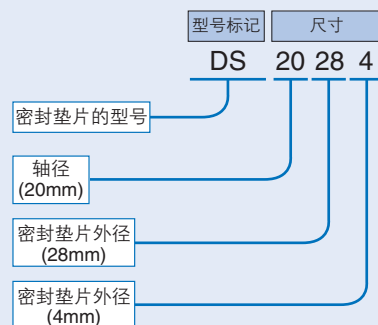 型号标记 尺寸
DS 20 28 4
密封垫片的型号
轴径
(20mm)
密封垫片外径
(28mm)
密封垫片外径
(4mm)